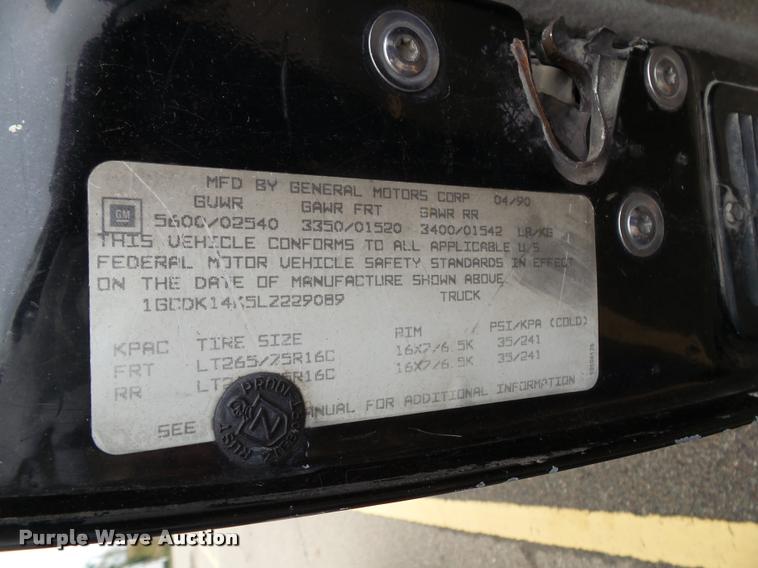 MFD BY GENERAL MOTORS CORP 04/90
GVWR GAWR FRT GAWR RR
GM
5600/02540 3350/01520 3400/01542 LB/KG
THIS VEHICLE CONFORMS TO ALL APPLICABLE U.S.
FEDERAL MOTOR VEHICLE SAFETY STANDARDS IN EFFECT
ON THE DATE OF MANUFACTURE SHOWN ABOVE.
1GCDK14K5LZ229089 TRUCK
TIRE SIZE RIM PSI/KPA (COLD)
FRT LT265/75R16C 16X7/6.5K 35/241
RR 16X7/6.5K 35/241
SEE MANUAL FOR ADDITIONAL INFORMATION
RUST PROOF
Purple Wave Auction